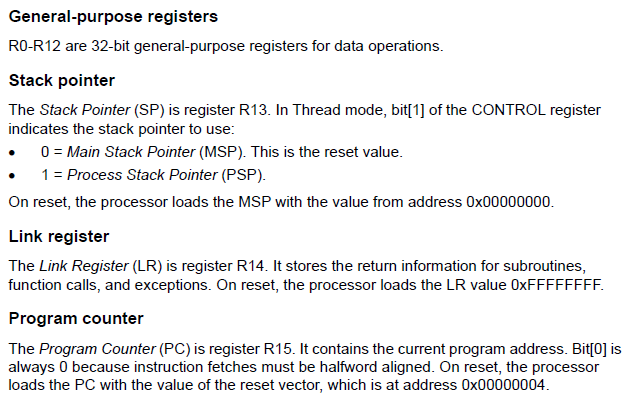 General-purpose registers
R0-R12 are 32-bit general-purpose registers for data operations.
Stack pointer
The Stack Pointer (SP) is register R13. In Thread mode, bit[1] of the CONTROL register
indicates the stack pointer to use:
• 0 = Main Stack Pointer (MSP). This is the reset value.
• 1 = Process Stack Pointer (PSP).
On reset, the processor loads the MSP with the value from address 0x00000000.
Link register
The Link Register (LR) is register R14. It stores the return information for subroutines,
function calls, and exceptions. On reset, the processor loads the LR value 0xFFFFFFFF.
Program counter
The Program Counter (PC) is register R15. It contains the current program address. Bit[0] is
always 0 because instruction fetches must be halfword aligned. On reset, the processor
loads the PC with the value of the reset vector, which is at address 0x00000004.